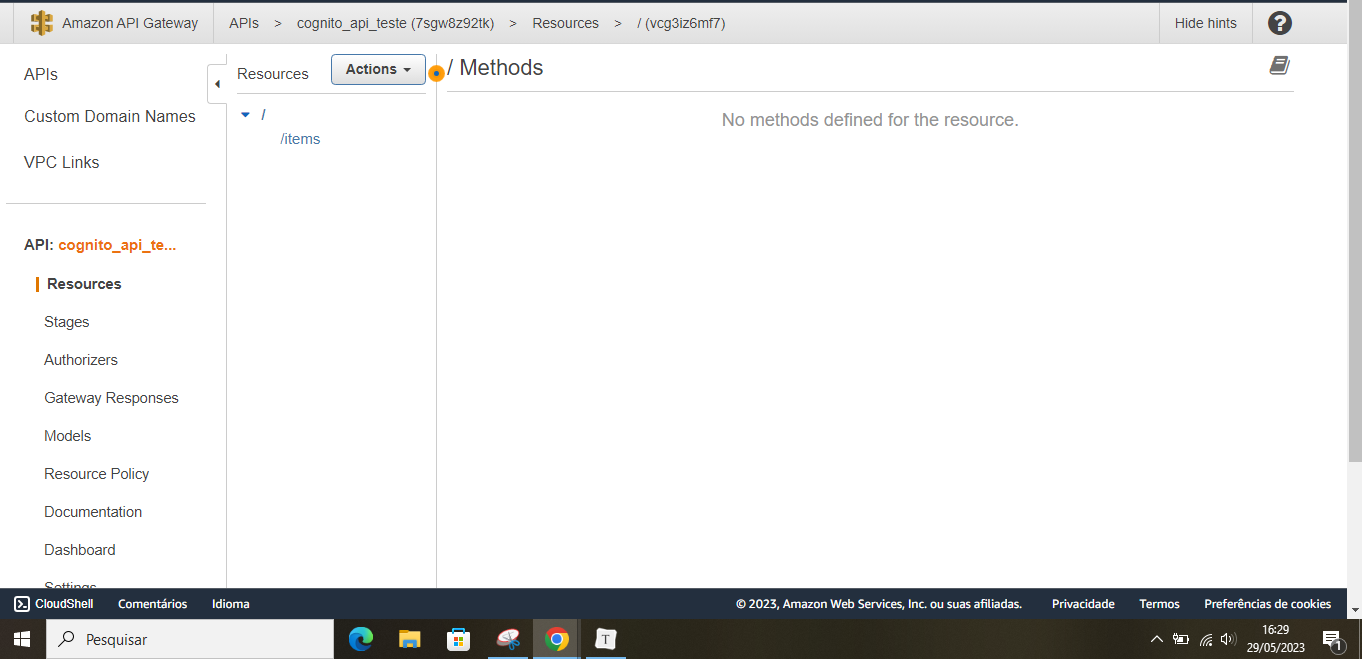 Amazon API Gateway APIs > cognito_api_teste (7sgw8z92tk) > Resources > / (vcg3iz6mf7) Hide hints ?
APIs
Custom Domain Names
VPC Links
API: cognito_api_te...
Resources
Stages
Authorizers
Gateway Responses
Models
Resource Policy
Documentation
Dashboard
Settings
Resources Actions
/
/items
/ Methods
No methods defined for the resource.
CloudShell Comentários Idioma © 2023, Amazon Web Services, Inc. ou suas afiliadas. Privacidade Termos Preferências de cookies
Pesquisar
T
16:29
29/05/2023
1